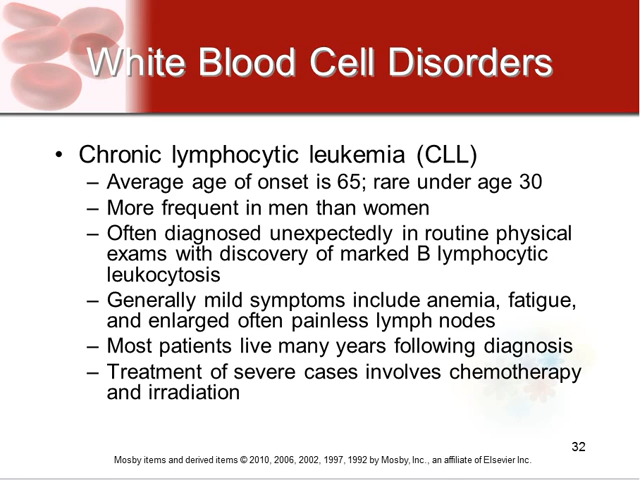 White Blood Cell Disorders
• Chronic lymphocytic leukemia (CLL)
– Average age of onset is 65; rare under age 30
– More frequent in men than women
– Often diagnosed unexpectedly in routine physical
exams with discovery of marked B lymphocytic
leukocytosis
– Generally mild symptoms include anemia, fatigue,
and enlarged often painless lymph nodes
– Most patients live many years following diagnosis
– Treatment of severe cases involves chemotherapy
and irradiation
32
Mosby items and derived items © 2010, 2006, 2002, 1997, 1992 by Mosby, Inc., an affiliate of Elsevier Inc.